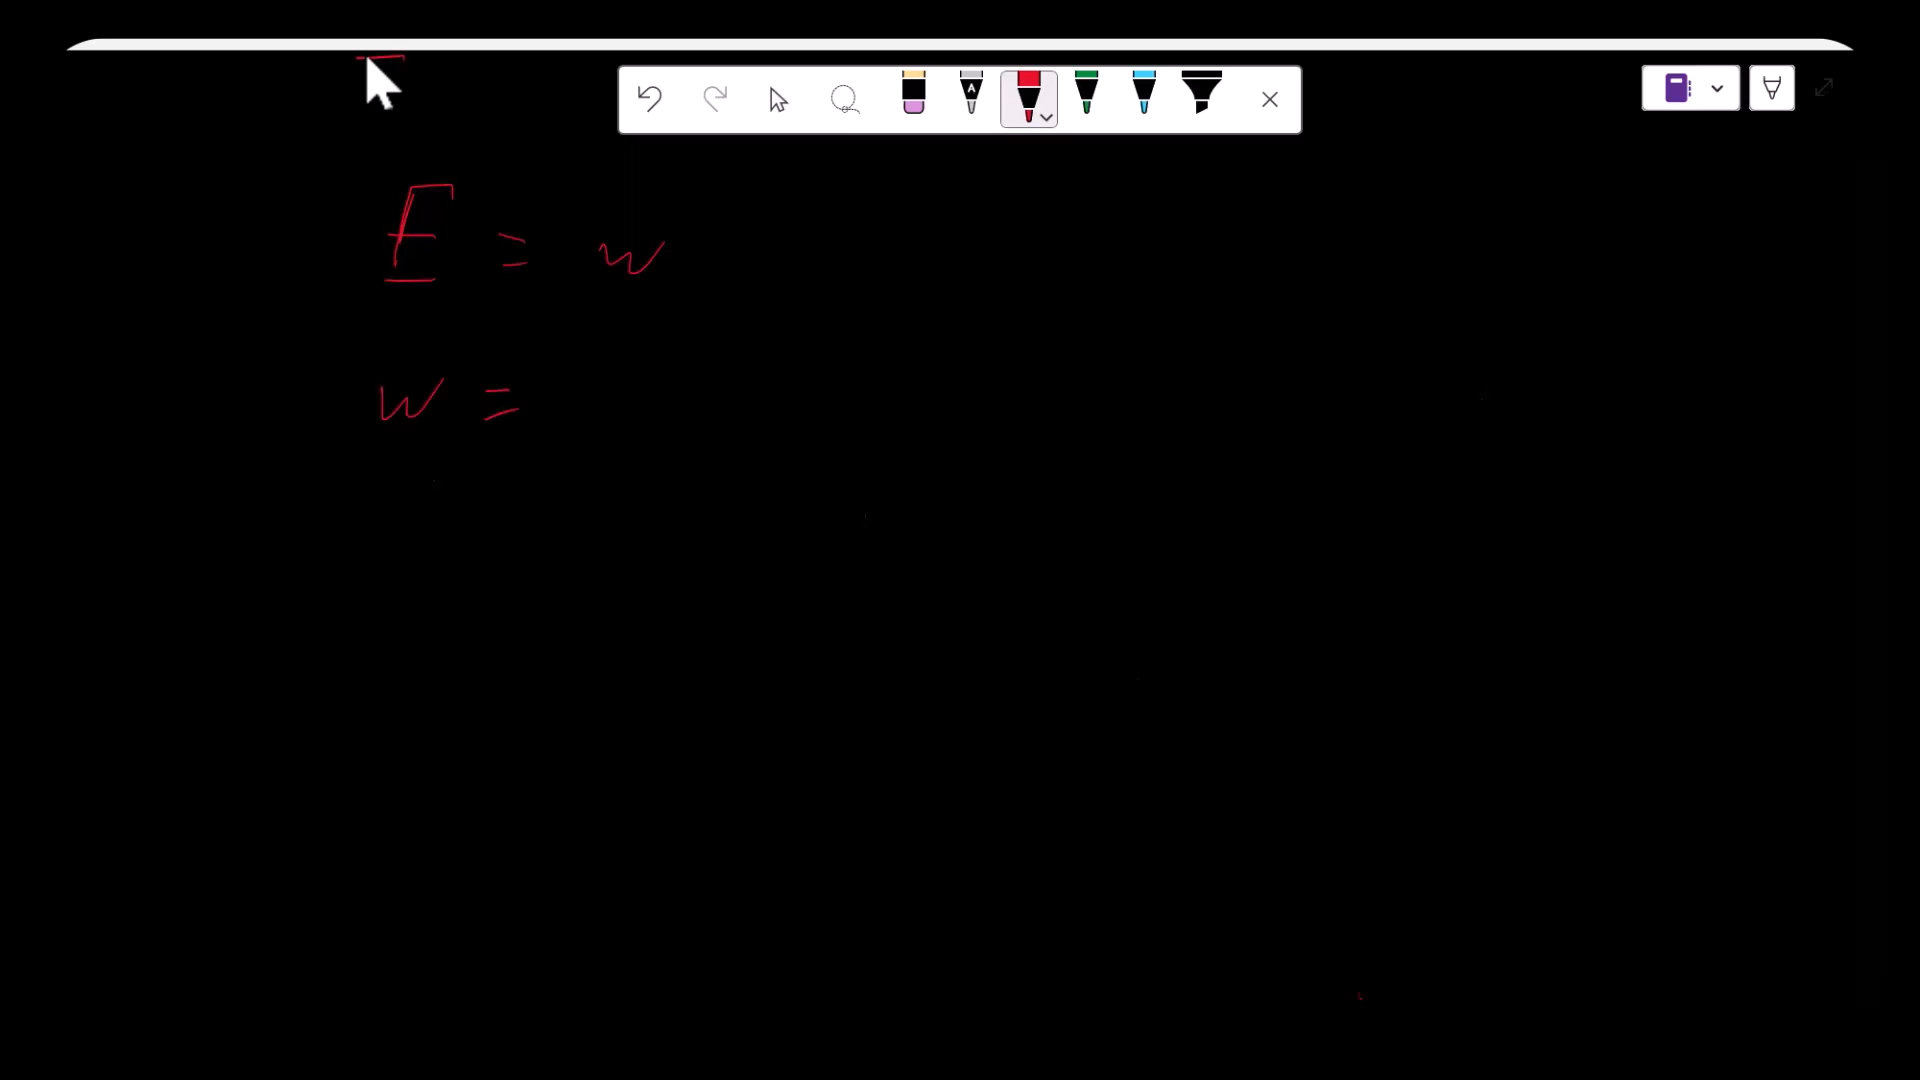 E = w
w =